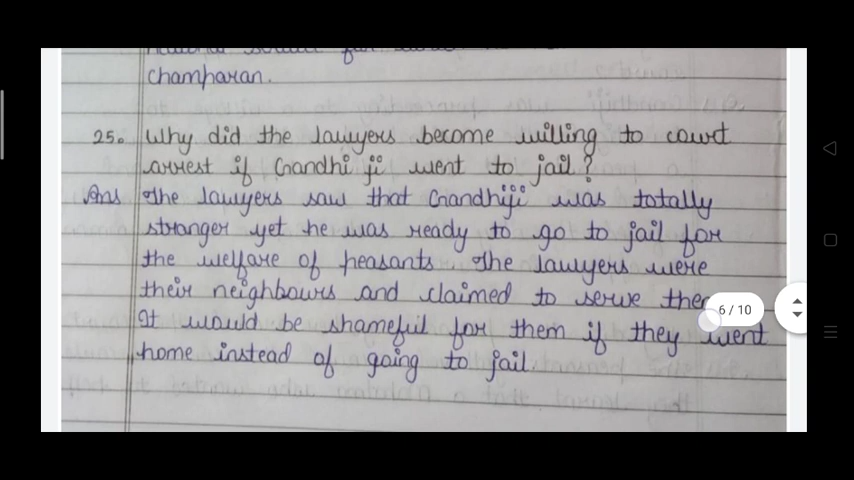 champaran.
25. Why did the lawyers become willing to court
arrest if Gandhi ji went to jail?
Ans The lawyers saw that Gandhiji was totally
stranger yet he was ready to go to jail for
the welfare of peasants The lawyers were
their neighbours and claimed to serve
6 / 10
It would be shameful for them if they went
home instead of going to jail.